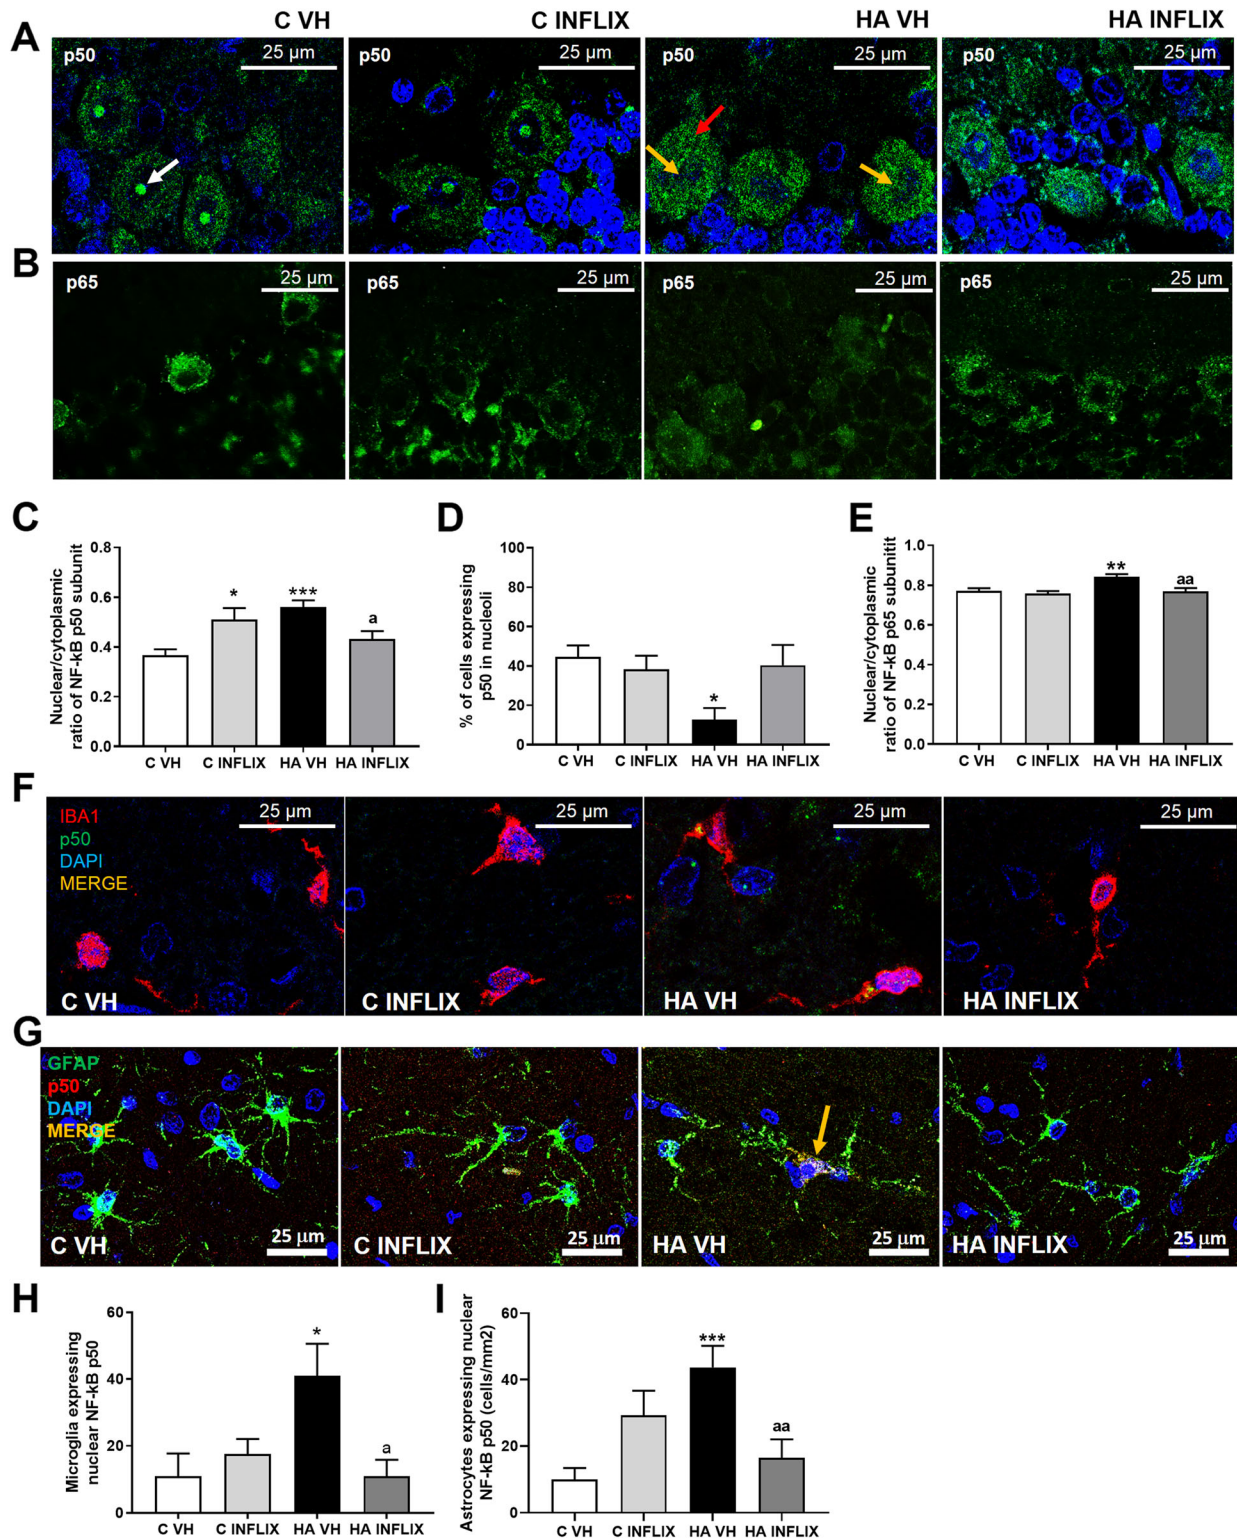 C VH
C INFLIX
HA VH
HA INFLIX
A
p50
25 µm
p50
25 µm
p50
25 µm
p50
25 µm
B
p65
25 µm
p65
25 µm
p65
25 µm
p65
25 µm
C
Nuclear/cytoplasmic
ratio of NF-kB p50 subunit
0.8
0.6
0.4
0.2
0.0
*
***
a
C VH
C INFLIX
HA VH
HA INFLIX
D
% of cells expressing
p50 in nucleoli
100
80
60
40
20
0
*
C VH
C INFLIX
HA VH
HA INFLIX
E
Nuclear/cytoplasmic
ratio of NF-kB p65 subunitit
1.0
0.8
0.6
0.4
0.2
0.0
**
aa
C VH
C INFLIX
HA VH
HA INFLIX
F
IBA1
p50
DAPI
MERGE
25 µm
C VH
25 µm
C INFLIX
25 µm
HA VH
25 µm
HA INFLIX
G
GFAP
p50
DAPI
MERGE
C VH
25 µm
C INFLIX
25 µm
HA VH
25 µm
HA INFLIX
25 µm
H
Microglia expressing
nuclear NF-kB p50
60
40
20
0
*
a
C VH
C INFLIX
HA VH
HA INFLIX
I
Astrocytes expressing nuclear
NF-kB p50 (cells/mm2)
60
40
20
0
***
aa
C VH
C INFLIX
HA VH
HA INFLIX